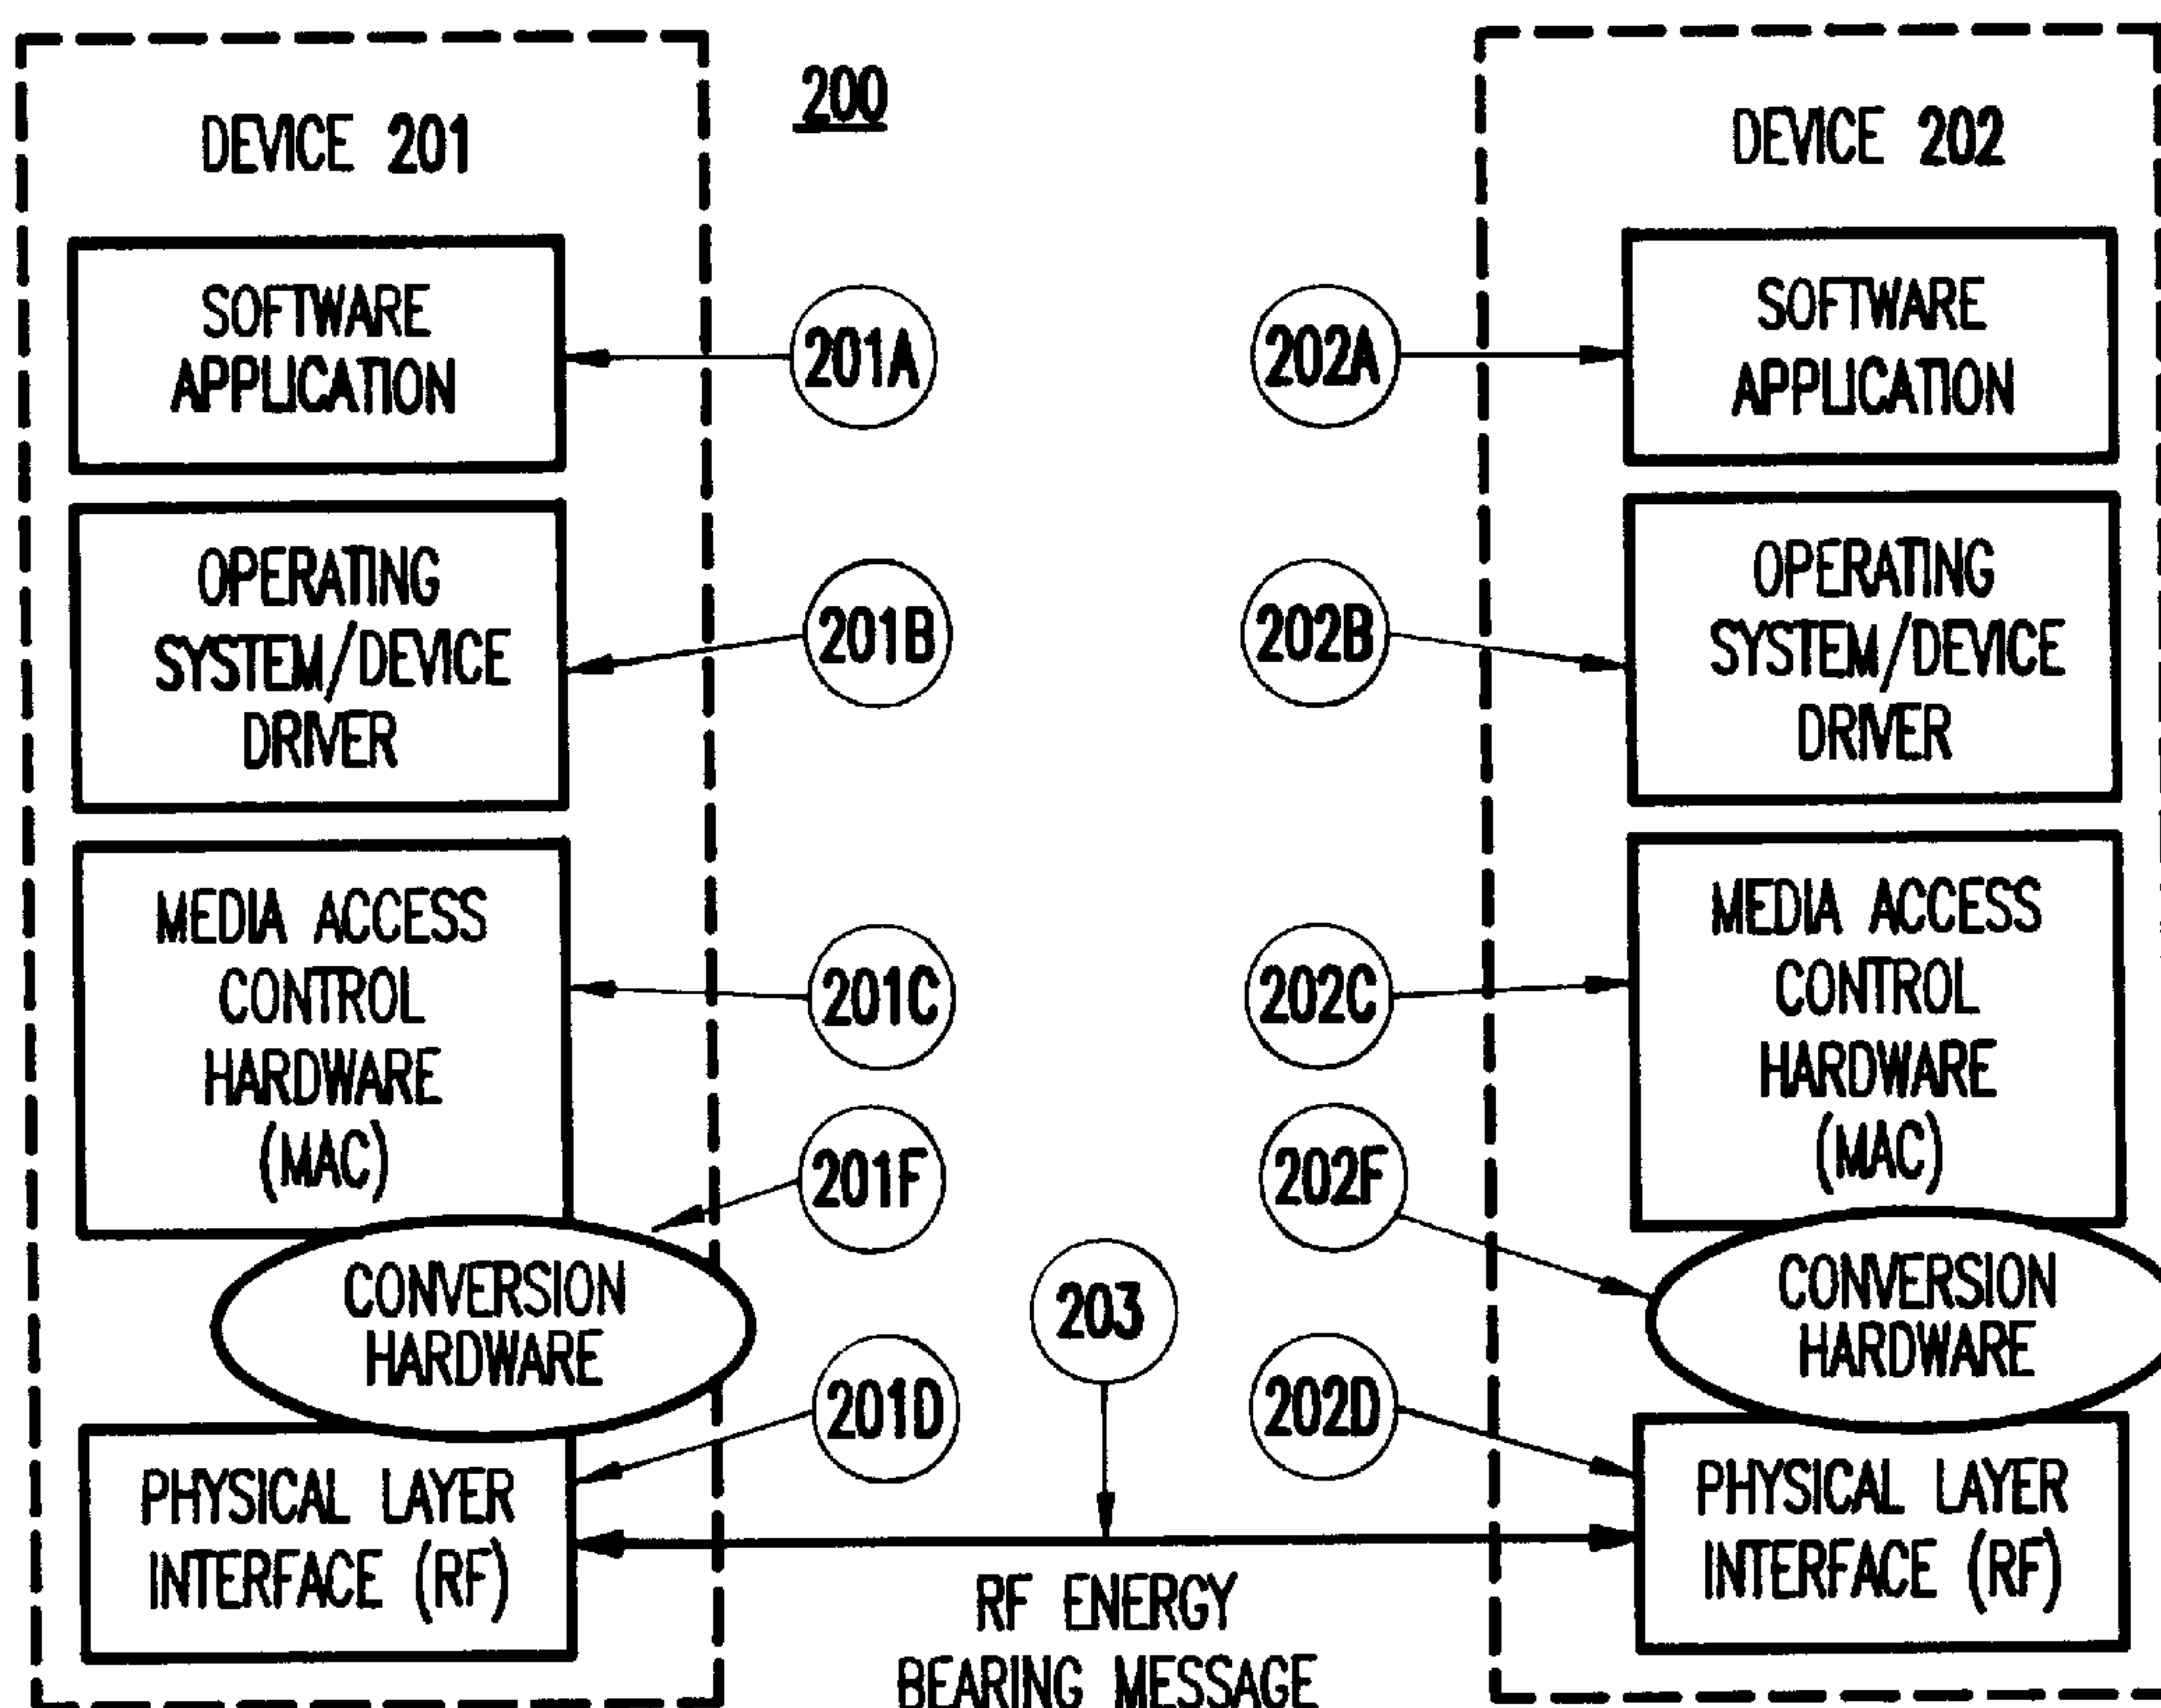 200
DEVICE 201
SOFTWARE
APPLICATION
OPERATING
SYSTEM/DEVICE
DRIVER
MEDIA ACCESS
CONTROL
HARDWARE
(MAC)
CONVERSION
HARDWARE
PHYSICAL LAYER
INTERFACE (RF)
201A
201B
201C
201F
201D
203
RF ENERGY
BEARING MESSAGE
202A
202B
202C
202F
202D
DEVICE 202
SOFTWARE
APPLICATION
OPERATING
SYSTEM/DEVICE
DRIVER
MEDIA ACCESS
CONTROL
HARDWARE
(MAC)
CONVERSION
HARDWARE
PHYSICAL LAYER
INTERFACE (RF)